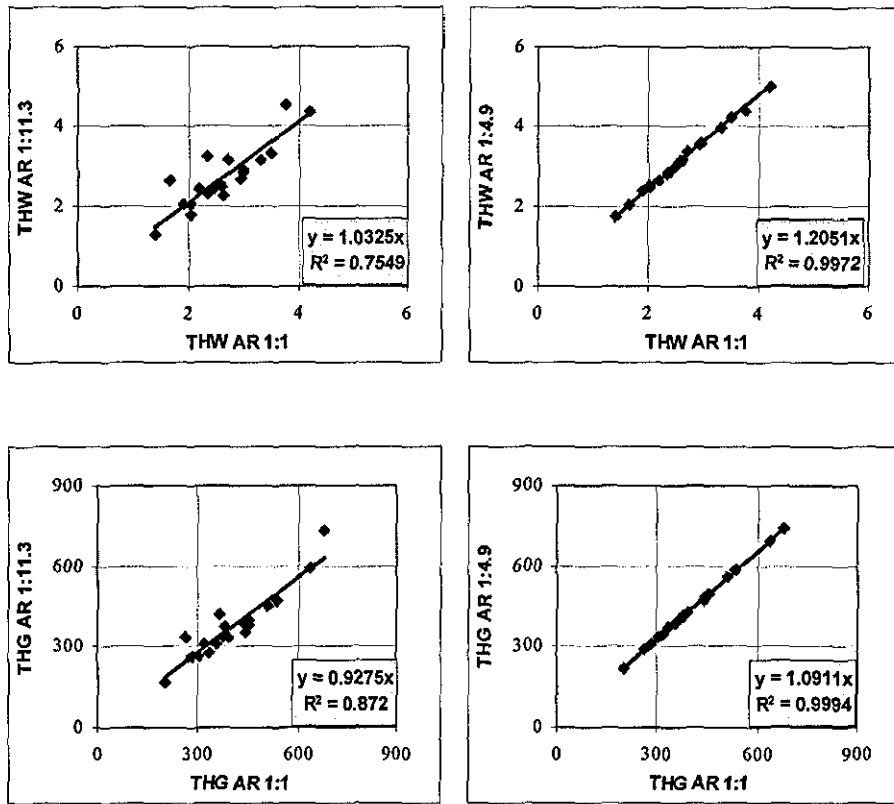 6
4
2
0
0
2
4
6
THW AR 1:11.3
THW AR 1:1
y = 1.0325x
R² = 0.7549
6
4
2
0
0
2
4
6
THW AR 1:4.9
THW AR 1:1
y = 1.2051x
R² = 0.9972
900
600
300
0
0
300
600
900
THG AR 1:11.3
THG AR 1:1
y = 0.9275x
R² = 0.872
900
600
300
0
0
300
600
900
THG AR 1:4.9
THG AR 1:1
y = 1.0911x
R² = 0.9994